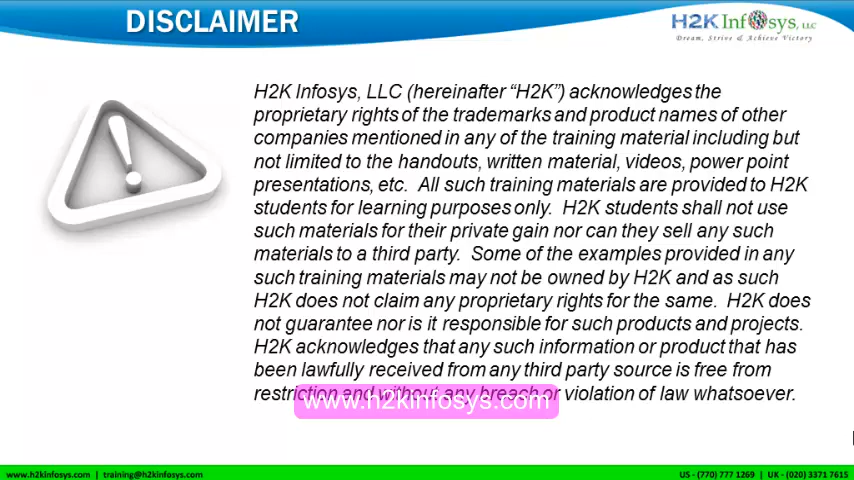 DISCLAIMER
H2K Infosys, LLC
Dream, Strive & Achieve Victory
H2K Infosys, LLC (hereinafter “H2K”) acknowledges the
proprietary rights of the trademarks and product names of other
companies mentioned in any of the training material including but
not limited to the handouts, written material, videos, power point
presentations, etc. All such training materials are provided to H2K
students for learning purposes only. H2K students shall not use
such materials for their private gain nor can they sell any such
materials to a third party. Some of the examples provided in any
such training materials may not be owned by H2K and as such
H2K does not claim any proprietary rights for the same. H2K does
not guarantee nor is it responsible for such products and projects.
H2K acknowledges that any such information or product that has
been lawfully received from any third party source is free from
restriction and without any breach or violation of law whatsoever.
www.h2kinfosys.com
www.h2kinfosys.com | training@h2kinfosys.com
US - (770) 777 1269 | UK - (020) 3371 7615